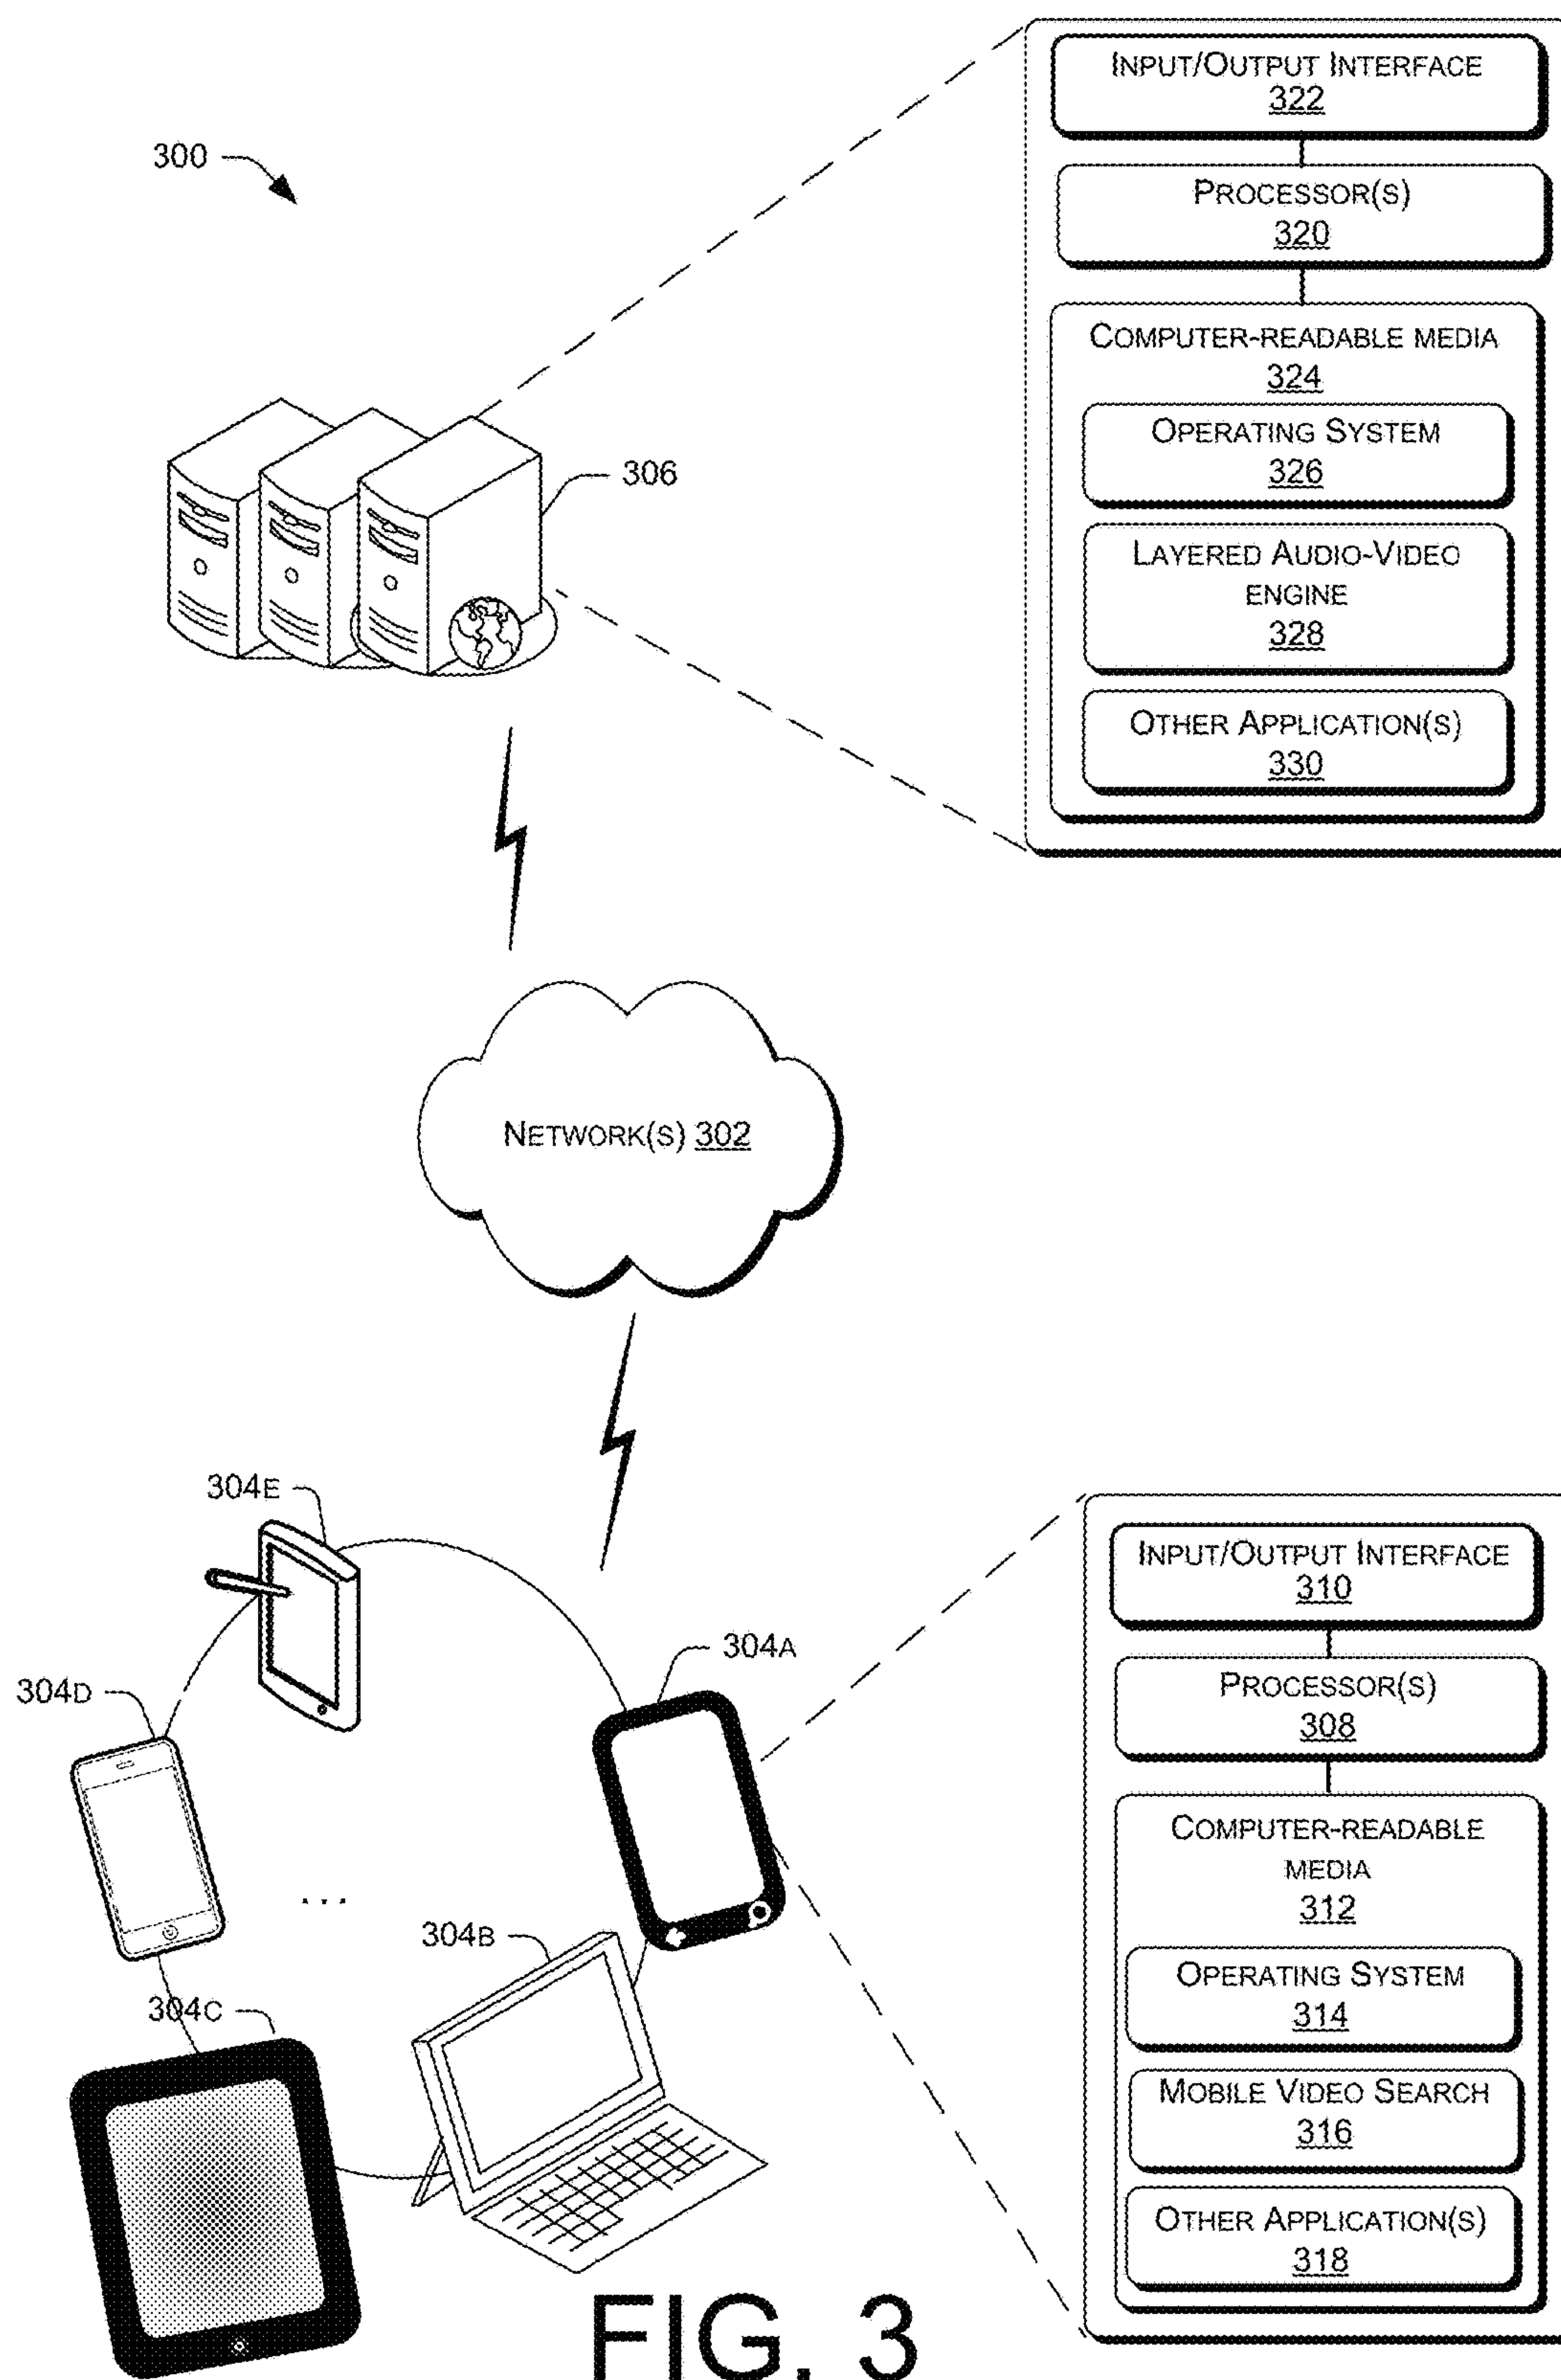 300
INPUT/OUTPUT INTERFACE
322
PROCESSOR(S)
320
COMPUTER-READABLE MEDIA
324
OPERATING SYSTEM
326
LAYERED AUDIO-VIDEO
ENGINE
328
OTHER APPLICATION(S)
330
306
NETWORK(S) 302
304E
304A
304D
...
304B
304C
INPUT/OUTPUT INTERFACE
310
PROCESSOR(S)
308
COMPUTER-READABLE
MEDIA
312
OPERATING SYSTEM
314
MOBILE VIDEO SEARCH
316
OTHER APPLICATION(S)
318
FIG. 3